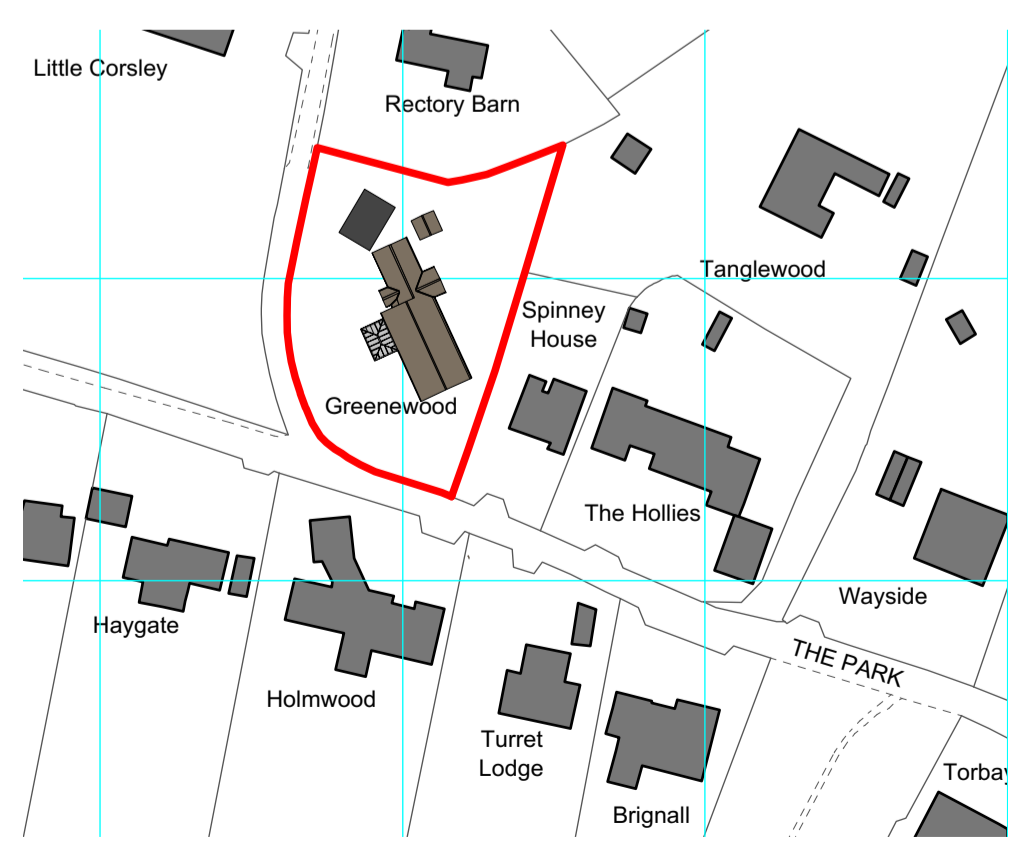 Little Corsley
Rectory Barn
Tanglewood
Spinney
House
Greenewood
The Hollies
Wayside
Haygate
THE PARK
Holmwood
Turret
Lodge
Torbay
Brignall